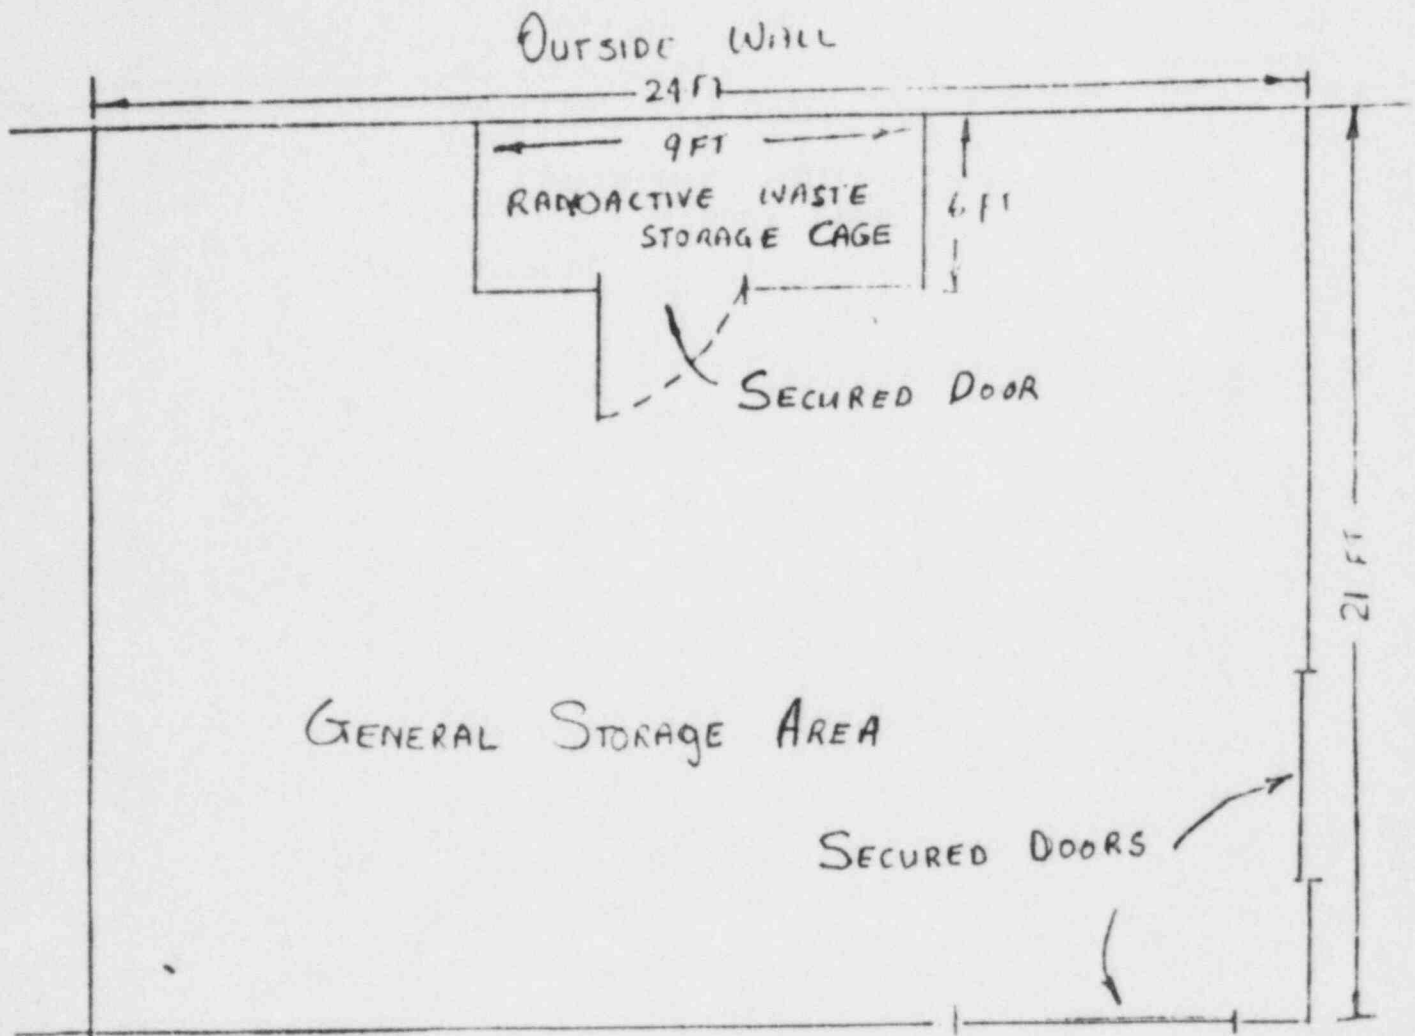 OUTSIDE WALL
24 FT
9 FT
RADIOACTIVE WASTE
STORAGE CAGE
6 FT
SECURED DOOR
21 FT
GENERAL STORAGE AREA
SECURED DOORS